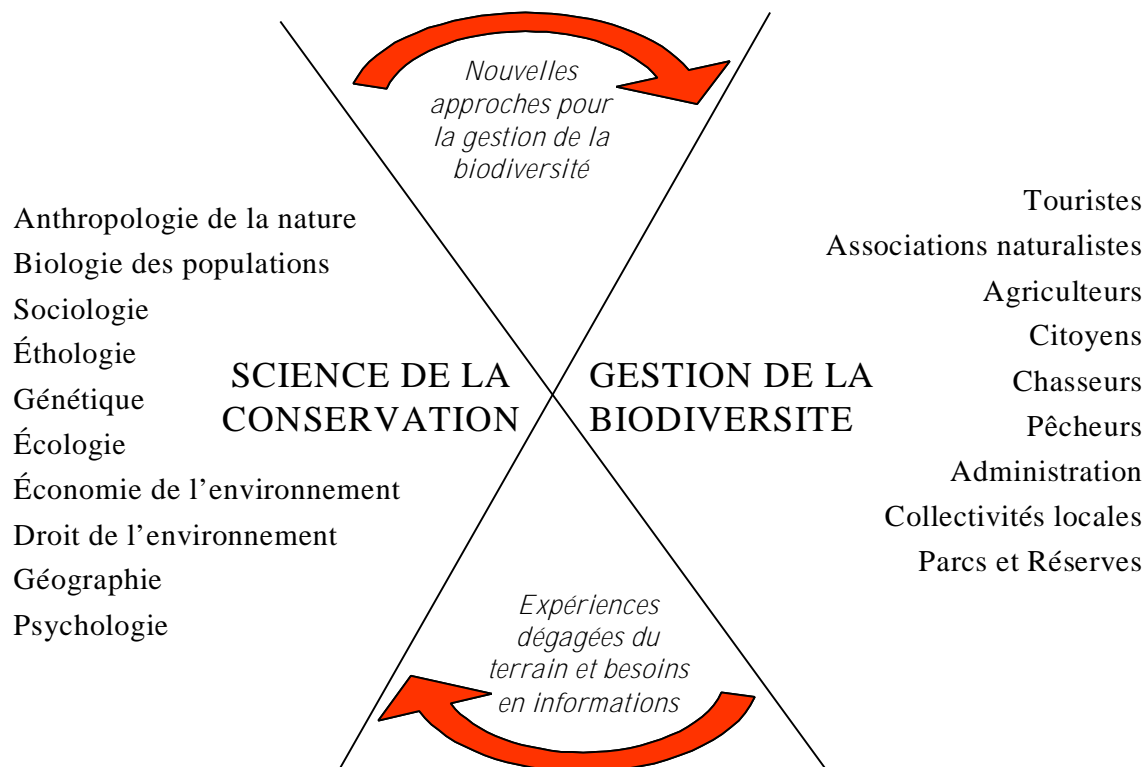 Nouvelles
approches pour
la gestion de la
biodiversité
Anthropologie de la nature
Biologie des populations
Sociologie
Éthologie
Génétique
Écologie
Économie de l’environnement
Droit de l’environnement
Géographie
Psychologie
SCIENCE DE LA
CONSERVATION
GESTION DE LA
BIODIVERSITE
Touristes
Associations naturalistes
Agriculteurs
Citoyens
Chasseurs
Pêcheurs
Administration
Collectivités locales
Parcs et Réserves
Expériences
dégagées du
terrain et besoins
en informations